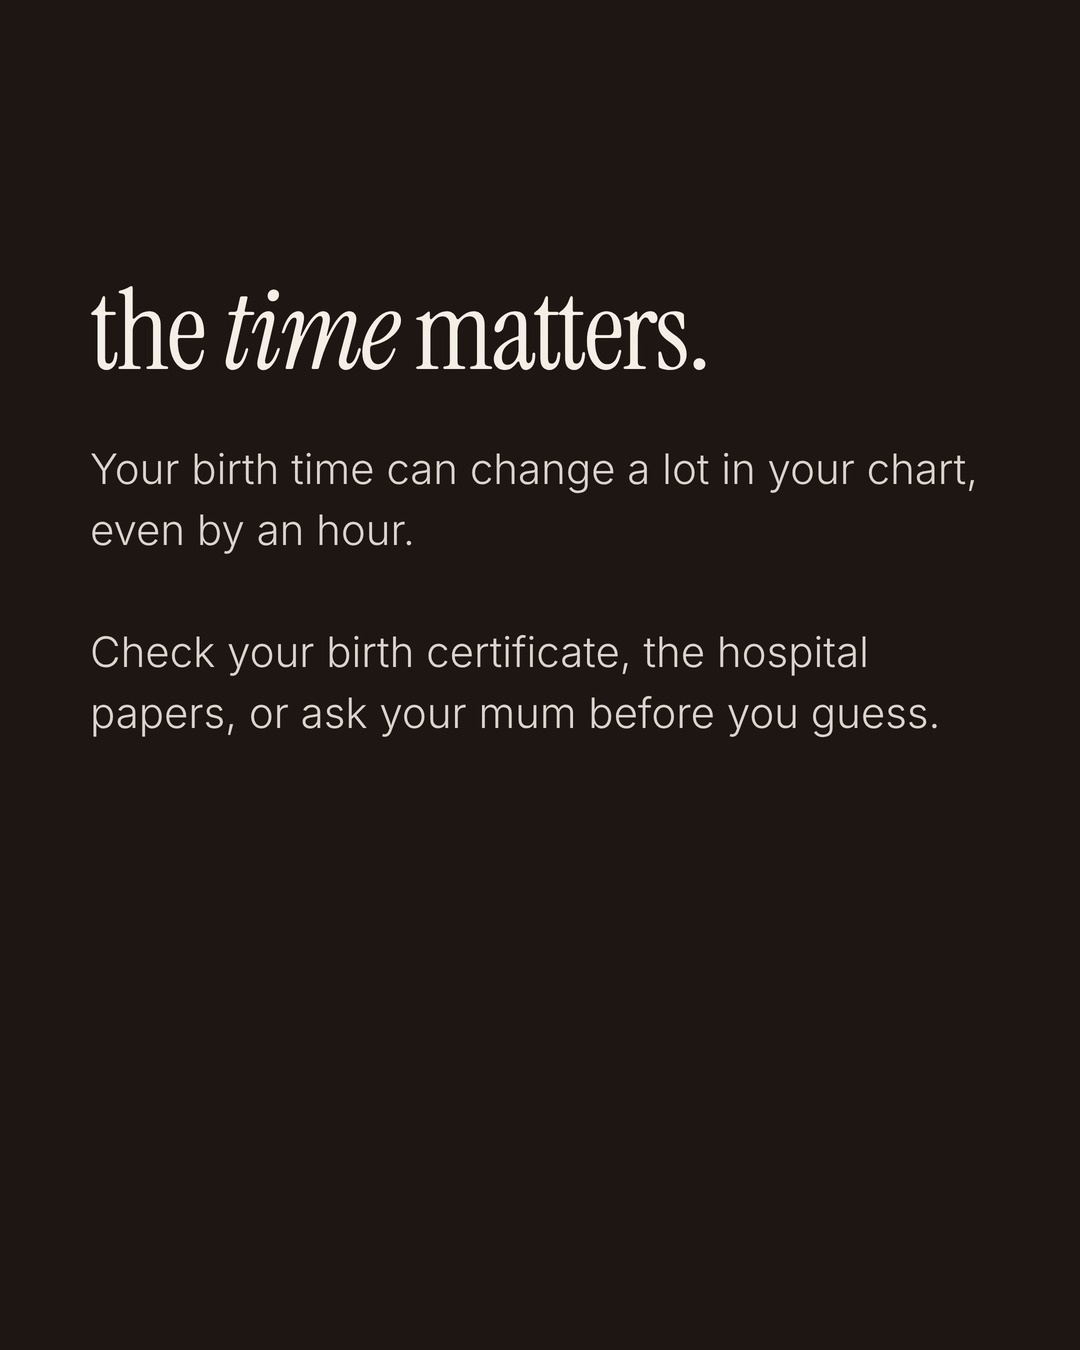 the time matters.
Your birth time can change a lot in your chart,
even by an hour.
Check your birth certificate, the hospital
papers, or ask your mum before you guess.